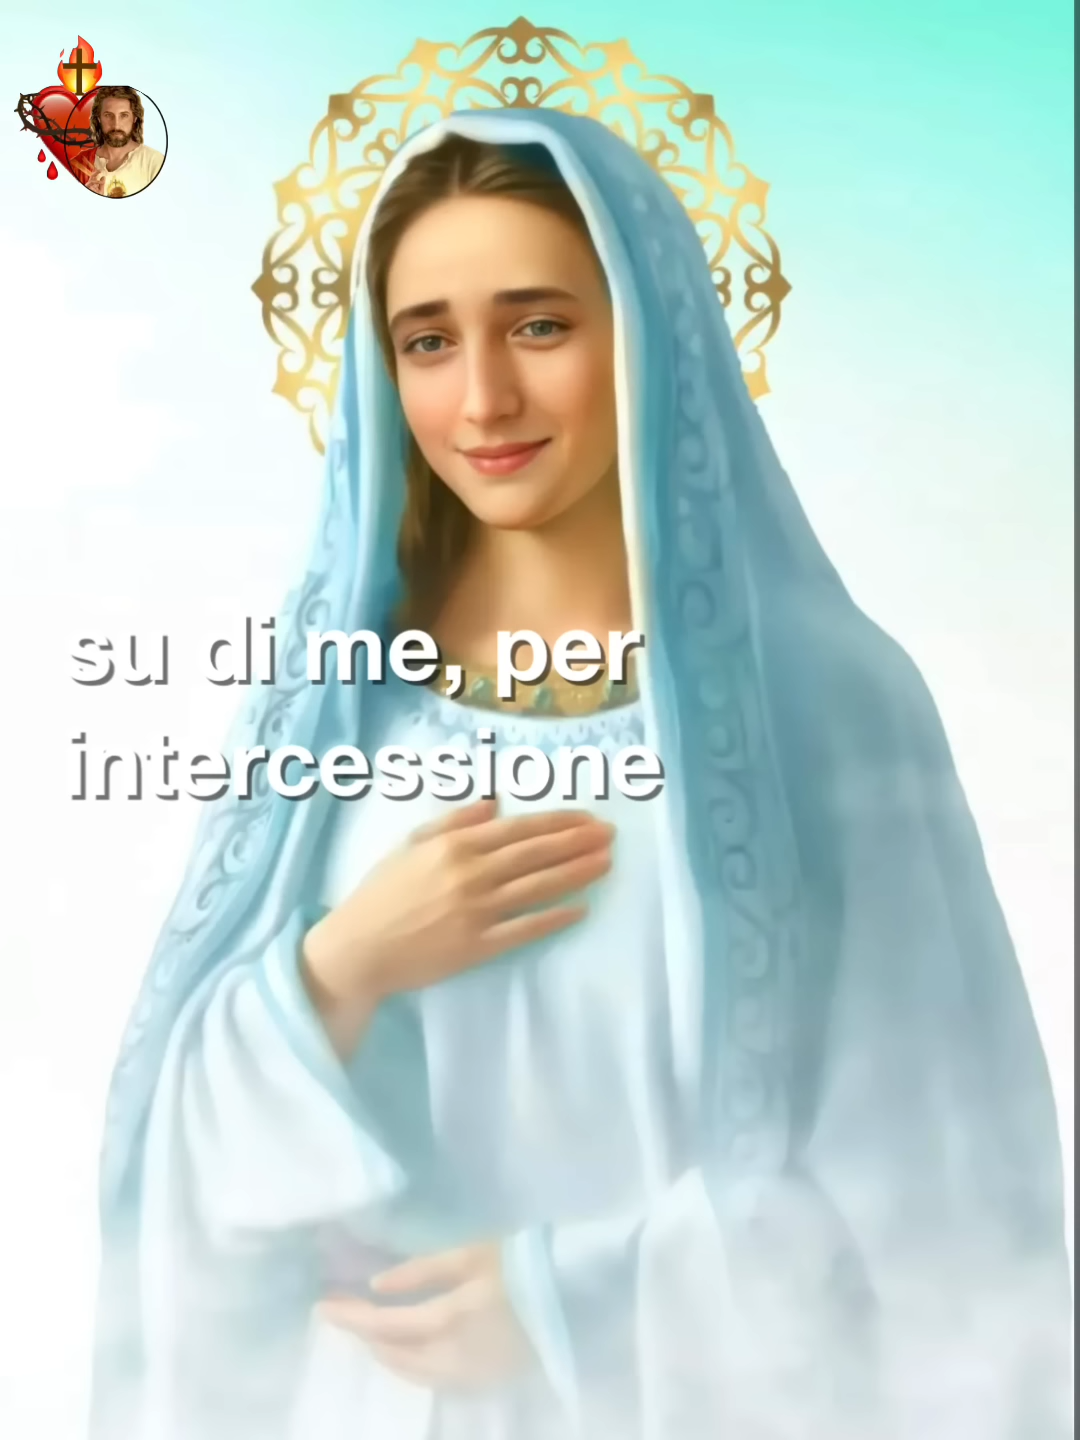 su di me, per
intercessione